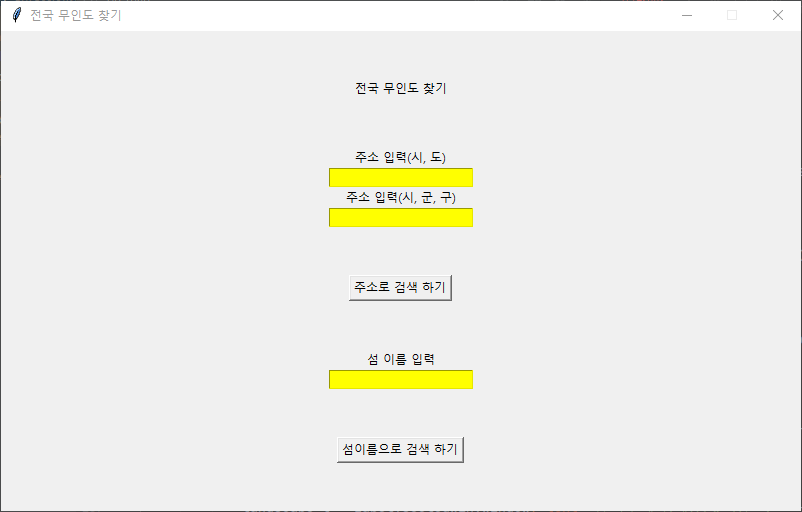 전국 무인도 찾기
전국 무인도 찾기
주소 입력(시, 도)
주소 입력(시, 군, 구)
주소로 검색 하기
섬 이름 입력
섬이름으로 검색 하기